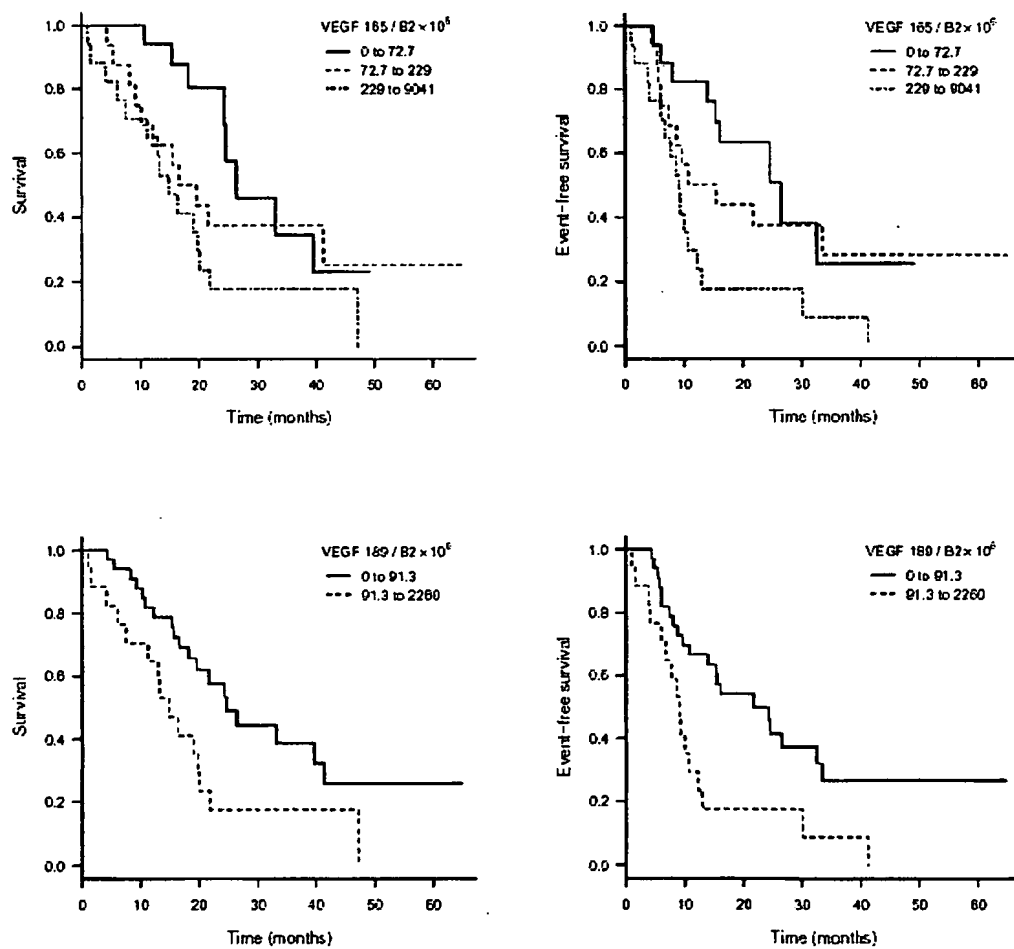 VEGF 165 / B2 × 10⁶
0 to 72.7
72.7 to 229
229 to 9041
1.0
0.8
0.6
0.4
0.2
0.0
Survival
0 10 20 30 40 50 60
Time (months)
VEGF 165 / B2 × 10⁶
0 to 72.7
72.7 to 229
229 to 9041
1.0
0.8
0.6
0.4
0.2
0.0
Event-free survival
0 10 20 30 40 50 60
Time (months)
VEGF 189 / B2 × 10⁶
0 to 91.3
91.3 to 2260
1.0
0.8
0.6
0.4
0.2
0.0
Survival
0 10 20 30 40 50 60
Time (months)
VEGF 189 / B2 × 10⁶
0 to 91.3
91.3 to 2260
1.0
0.8
0.6
0.4
0.2
0.0
Event-free survival
0 10 20 30 40 50 60
Time (months)